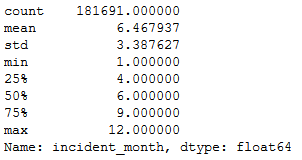 count    181691.000000
mean          6.467937
std           3.387627
min           1.000000
25%           4.000000
50%           6.000000
75%           9.000000
max          12.000000
Name: incident_month, dtype: float64